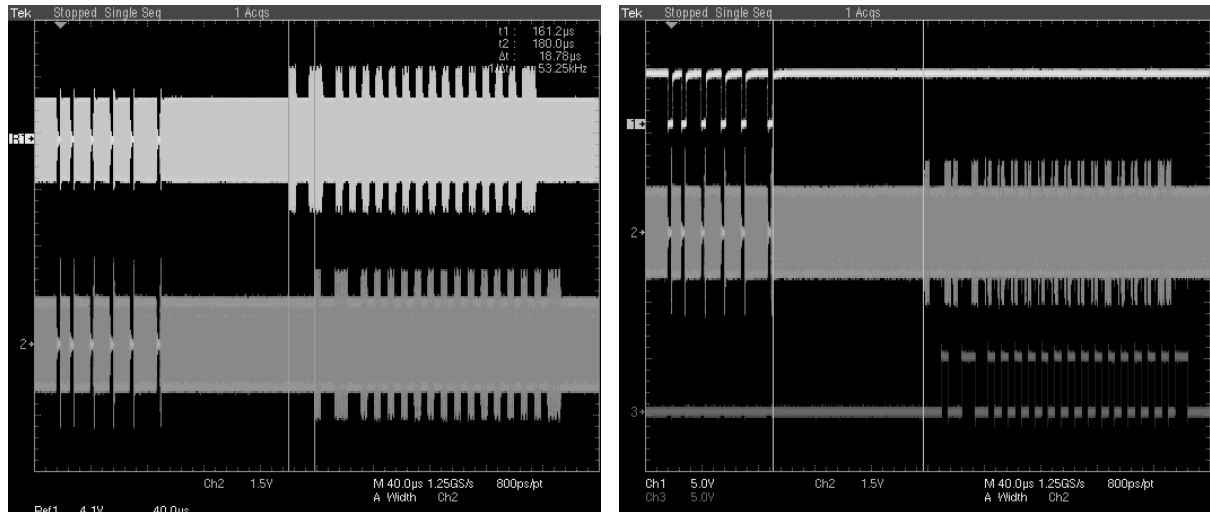 Tek Stopped Single Seq 1 Acqs
t1 : 161.2µs
t2 : 180.0µs
Δt : 18.78µs
1/Δt : 53.25kHz
R1
2
Ch2 1.5V M 40.0µs 1.25GS/s 800ps/pt
A Width Ch2
Ref1 4.1V 40.0µs
Tek Stopped Single Seq 1 Acqs
1
2
3
Ch1 5.0V Ch2 1.5V M 40.0µs 1.25GS/s 800ps/pt
Ch3 5.0V A Width Ch2